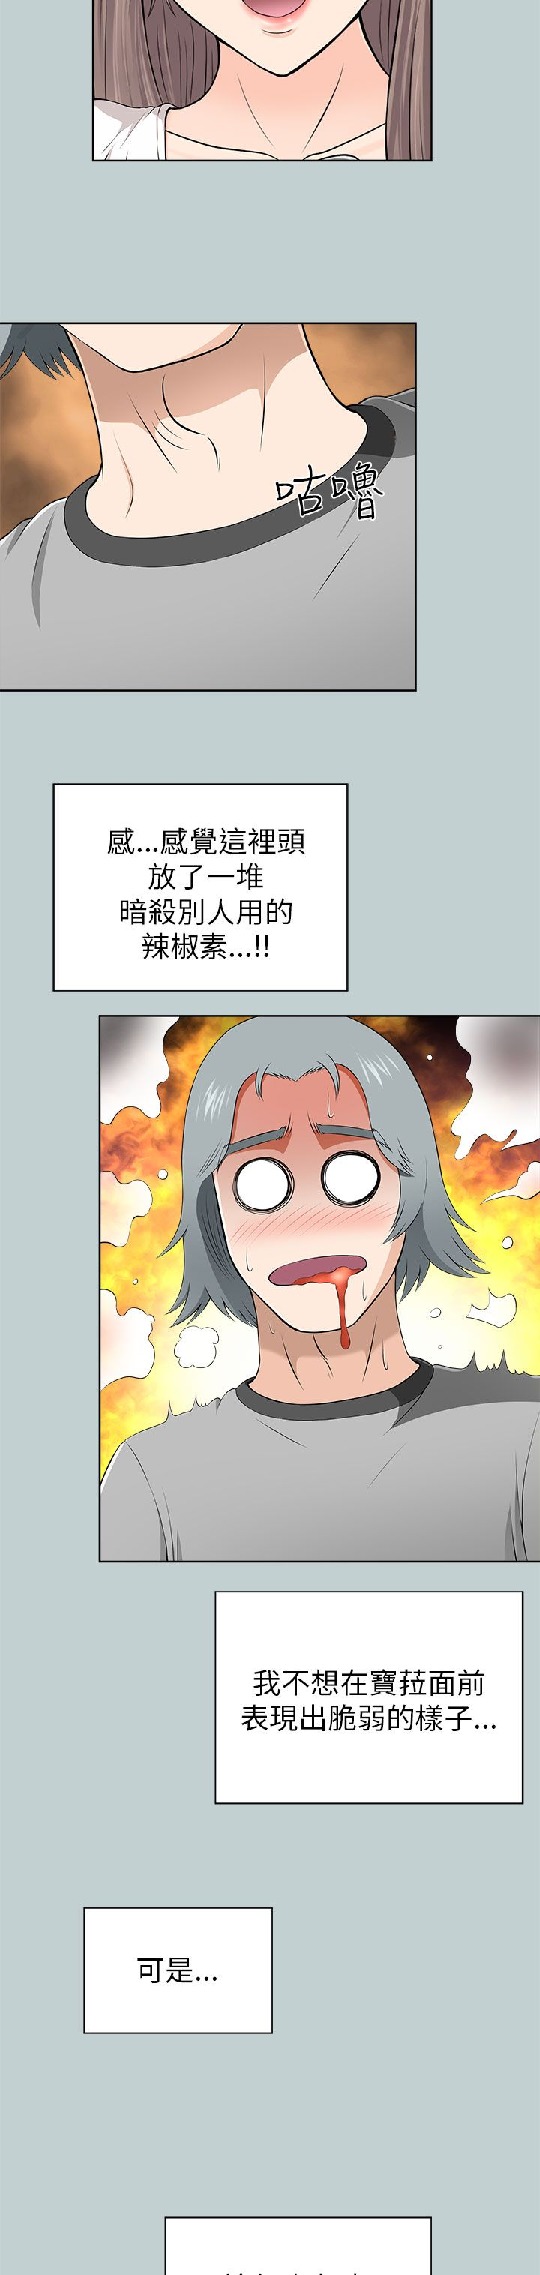 咕嚕
感...感覺這裡頭
放了一堆
暗殺別人用的
辣椒素...!!
我不想在寶菈面前
表現出脆弱的樣子...
可是...